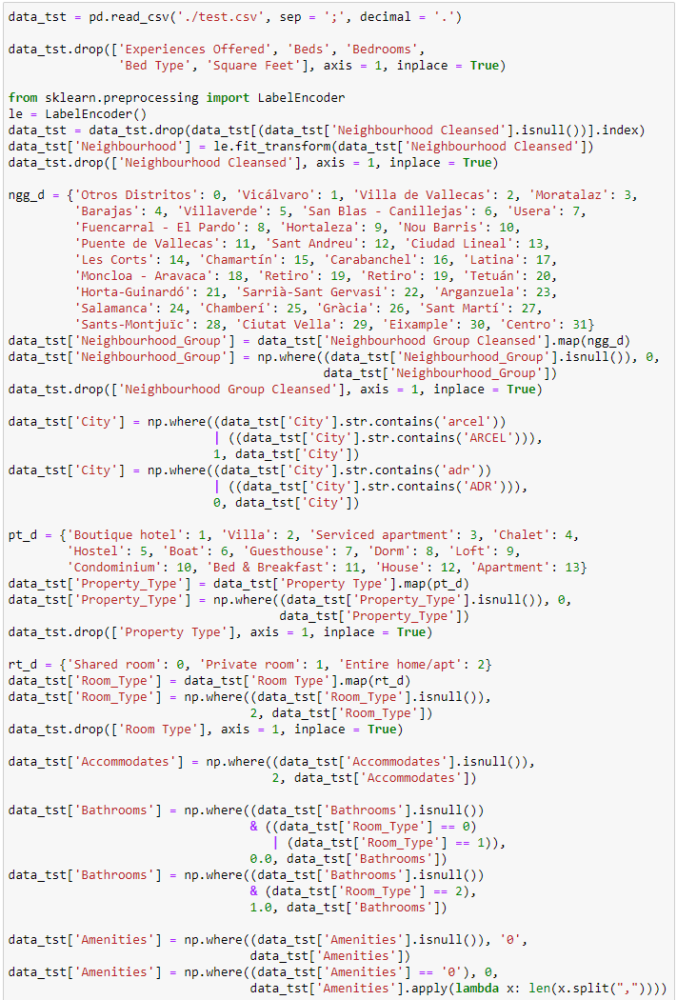 data_tst = pd.read_csv('./test.csv', sep = ';', decimal = '.')
data_tst.drop(['Experiences Offered', 'Beds', 'Bedrooms',
'Bed Type', 'Square Feet'], axis = 1, inplace = True)
from sklearn.preprocessing import LabelEncoder
le = LabelEncoder()
data_tst = data_tst.drop(data_tst[(data_tst['Neighbourhood Cleansed'].isnull())].index)
data_tst['Neighbourhood'] = le.fit_transform(data_tst['Neighbourhood Cleansed'])
data_tst.drop(['Neighbourhood Cleansed'], axis = 1, inplace = True)
ngg_d = {'Otros Distritos': 0, 'Vicálvaro': 1, 'Villa de Vallecas': 2, 'Moratalaz': 3,
'Barajas': 4, 'Villaverde': 5, 'San Blas - Canillejas': 6, 'Usera': 7,
'Fuencarral - El Pardo': 8, 'Hortaleza': 9, 'Nou Barris': 10,
'Puente de Vallecas': 11, 'Sant Andreu': 12, 'Ciudad Lineal': 13,
'Les Corts': 14, 'Chamartín': 15, 'Carabanchel': 16, 'Latina': 17,
'Moncloa - Aravaca': 18, 'Retiro': 19, 'Retiro': 19, 'Tetuán': 20,
'Horta-Guinardó': 21, 'Sarrià-Sant Gervasi': 22, 'Arganzuela': 23,
'Salamanca': 24, 'Chamberí': 25, 'Gràcia': 26, 'Sant Martí': 27,
'Sants-Montjuïc': 28, 'Ciutat Vella': 29, 'Eixample': 30, 'Centro': 31}
data_tst['Neighbourhood_Group'] = data_tst['Neighbourhood Group Cleansed'].map(ngg_d)
data_tst['Neighbourhood_Group'] = np.where((data_tst['Neighbourhood_Group'].isnull()), 0,
data_tst['Neighbourhood_Group'])
data_tst.drop(['Neighbourhood Group Cleansed'], axis = 1, inplace = True)
data_tst['City'] = np.where((data_tst['City'].str.contains('arcel'))
| ((data_tst['City'].str.contains('ARCEL'))),
1, data_tst['City'])
data_tst['City'] = np.where((data_tst['City'].str.contains('adr'))
| ((data_tst['City'].str.contains('ADR'))),
0, data_tst['City'])
pt_d = {'Boutique hotel': 1, 'Villa': 2, 'Serviced apartment': 3, 'Chalet': 4,
'Hostel': 5, 'Boat': 6, 'Guesthouse': 7, 'Dorm': 8, 'Loft': 9,
'Condominium': 10, 'Bed & Breakfast': 11, 'House': 12, 'Apartment': 13}
data_tst['Property_Type'] = data_tst['Property Type'].map(pt_d)
data_tst['Property_Type'] = np.where((data_tst['Property_Type'].isnull()), 0,
data_tst['Property_Type'])
data_tst.drop(['Property Type'], axis = 1, inplace = True)
rt_d = {'Shared room': 0, 'Private room': 1, 'Entire home/apt': 2}
data_tst['Room_Type'] = data_tst['Room Type'].map(rt_d)
data_tst['Room_Type'] = np.where((data_tst['Room_Type'].isnull()),
2, data_tst['Room_Type'])
data_tst.drop(['Room Type'], axis = 1, inplace = True)
data_tst['Accommodates'] = np.where((data_tst['Accommodates'].isnull()),
2, data_tst['Accommodates'])
data_tst['Bathrooms'] = np.where((data_tst['Bathrooms'].isnull())
& ((data_tst['Room_Type'] == 0)
| (data_tst['Room_Type'] == 1)),
0.0, data_tst['Bathrooms'])
data_tst['Bathrooms'] = np.where((data_tst['Bathrooms'].isnull())
& (data_tst['Room_Type'] == 2),
1.0, data_tst['Bathrooms'])
data_tst['Amenities'] = np.where((data_tst['Amenities'].isnull()), '0',
data_tst['Amenities'])
data_tst['Amenities'] = np.where((data_tst['Amenities'] == '0'), 0,
data_tst['Amenities'].apply(lambda x: len(x.split(","))))